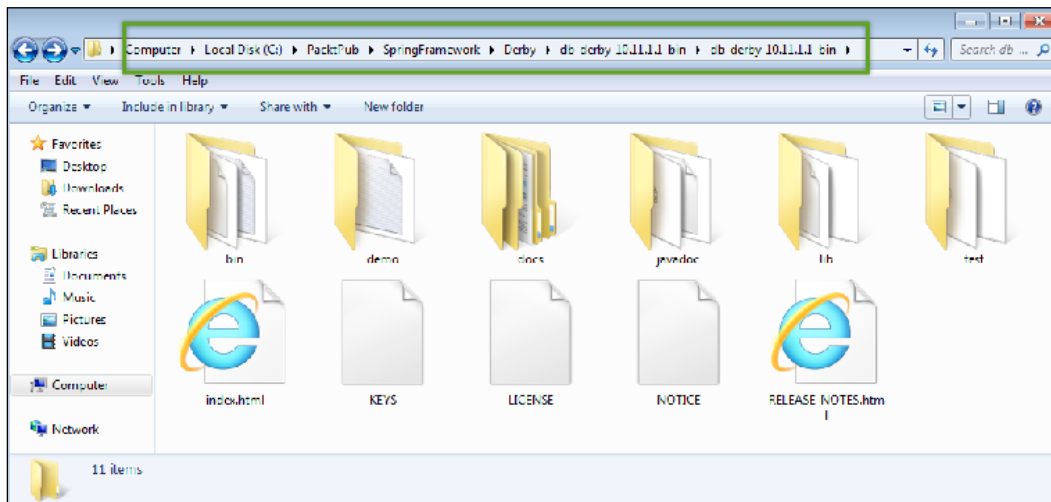 Computer Local Disk (C:) PacktPub SpringFramework Derby db-derby-10.11.1.1-bin db-derby-10.11.1.1-bin Search db ...
File Edit View Tools Help
Organize Include in library Share with New folder
Favorites
Desktop
Downloads
Recent Places
Libraries
Documents
Music
Pictures
Videos
Computer
Network
bin demo docs javadoc lib test
index.html KEYS LICENSE NOTICE RELEASE-NOTES.htm
l
11 items